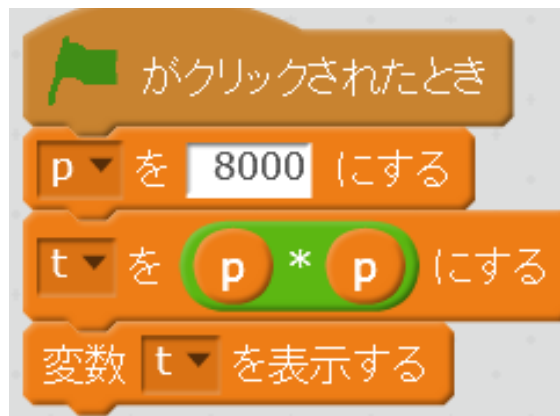 がクリックされたとき
p を 8000 にする
t を p * p にする
変数 t を表示する